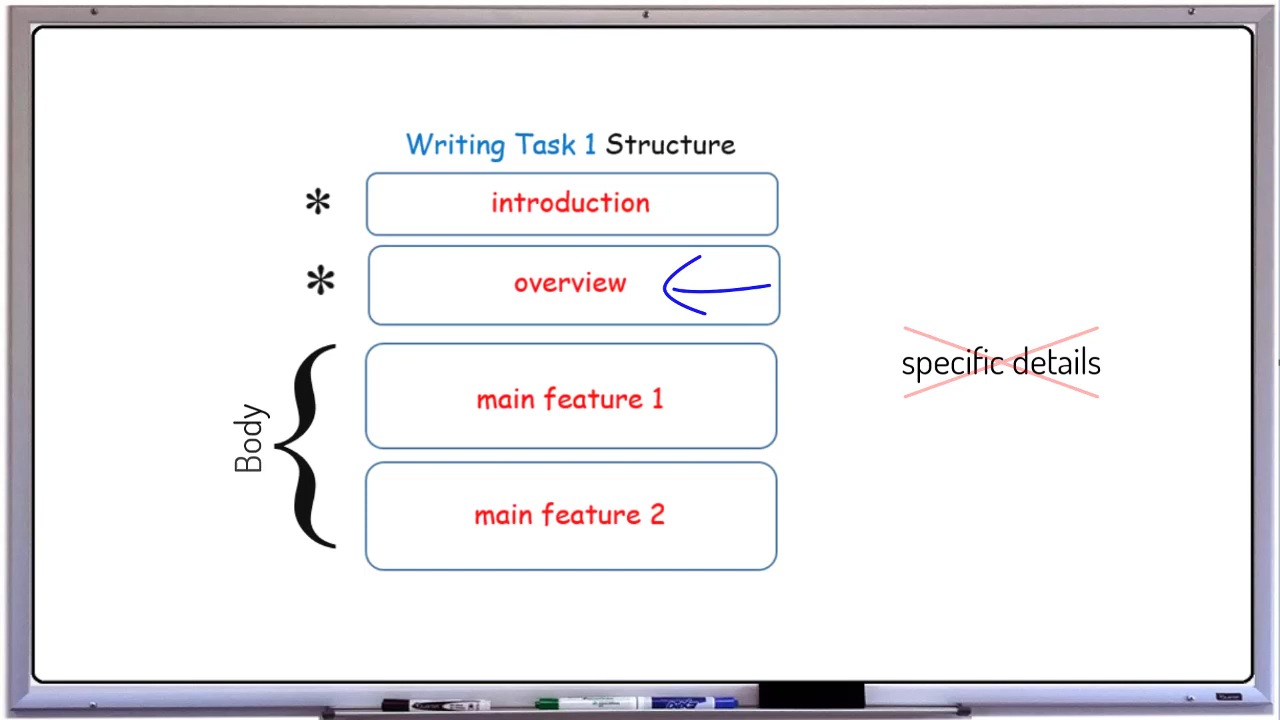 Writing Task 1 Structure
* introduction
* overview
Body
main feature 1
main feature 2
specific details